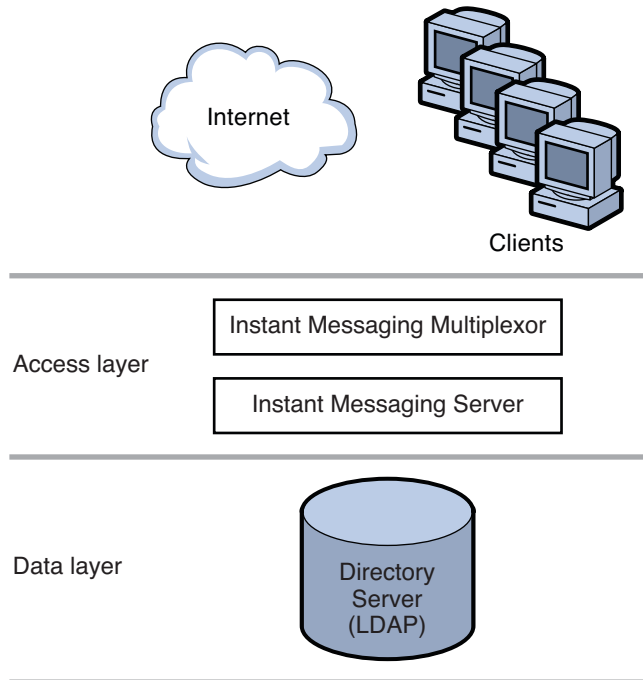 Internet
Clients
Instant Messaging Multiplexor
Access layer
Instant Messaging Server
Data layer
Directory
Server
(LDAP)